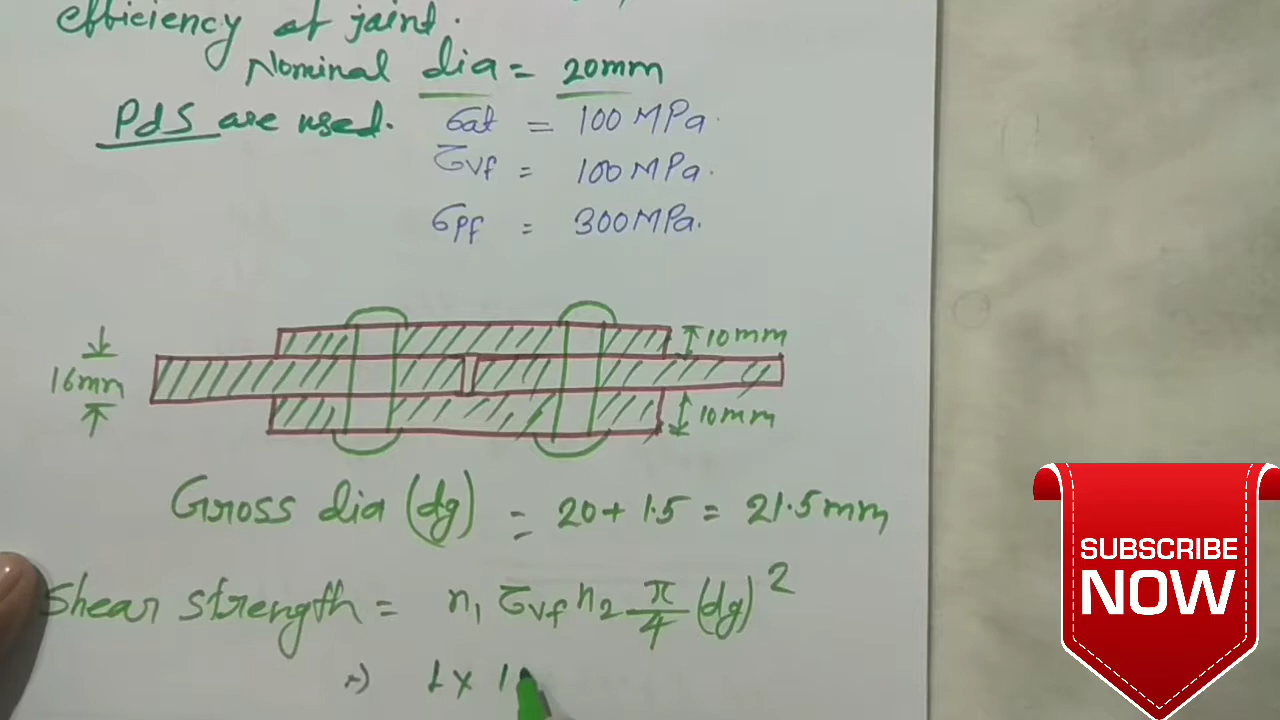 efficiency of joint.
Nominal dia = 20mm
PdS are used.
σat = 100 MPa.
τvf = 100 MPa.
σpf = 300 MPa.
10mm
16mm
10mm
Gross dia (dg) = 20 + 1.5 = 21.5 mm
Shear strength = n₁ τvf n₂ π/4 (dg)²
1 × 1
SUBSCRIBE
NOW